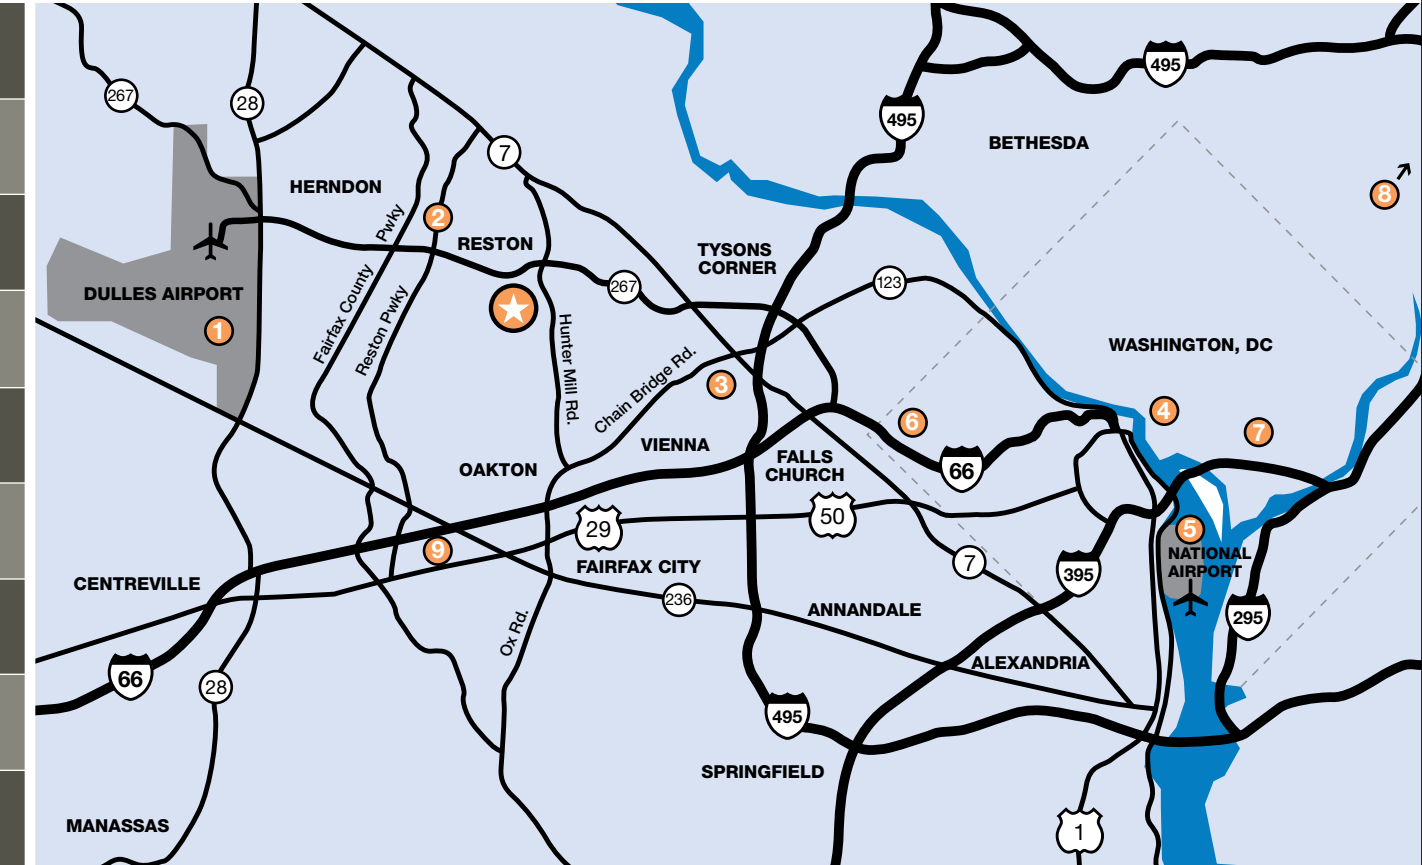 495
267
28
495
BETHESDA
7
HERNDON
8
2
Fairfax County Pwky
RESTON
TYSONS
CORNER
267
123
DULLES AIRPORT
1
Reston Pwky
Hunter Mill Rd.
WASHINGTON, DC
Chain Bridge Rd.
3
4
6
7
VIENNA
OAKTON
FALLS
CHURCH
66
29
50
5
9
NATIONAL
AIRPORT
7
FAIRFAX CITY
395
CENTREVILLE
236
ANNANDALE
295
Ox Rd.
ALEXANDRIA
66
28
495
SPRINGFIELD
MANASSAS
1